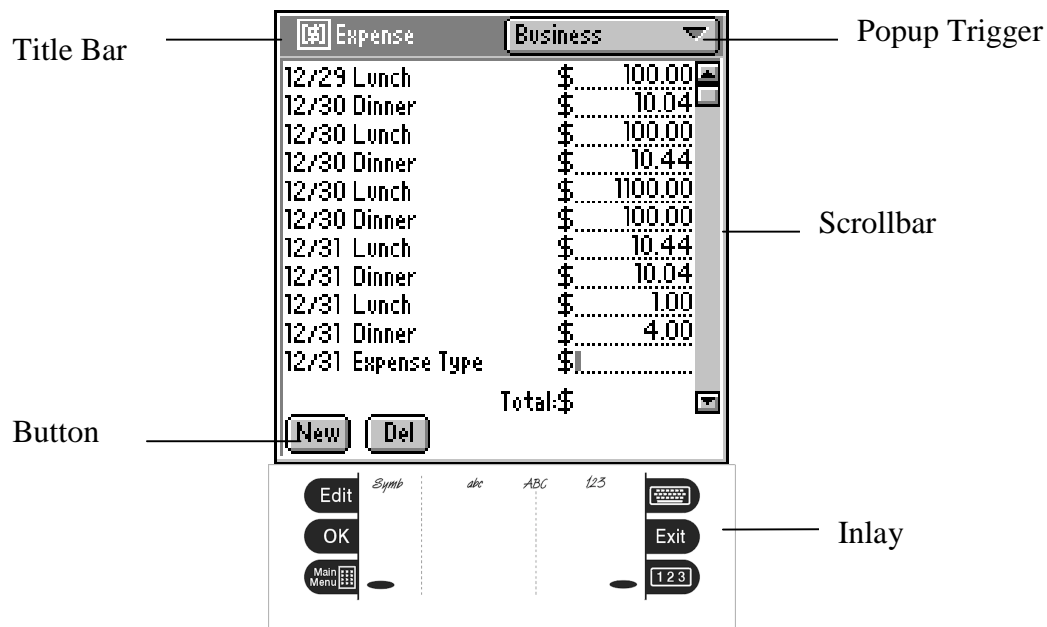 Title Bar
Expense Business
Popup Trigger
12/29 Lunch $ 100.00
12/30 Dinner $ 10.04
12/30 Lunch $ 100.00
12/30 Dinner $ 10.44
12/30 Lunch $ 1100.00
12/30 Dinner $ 100.00
Scrollbar
12/31 Lunch $ 10.44
12/31 Dinner $ 10.04
12/31 Lunch $ 1.00
12/31 Dinner $ 4.00
12/31 Expense Type $
Total:$
Button
New Del
Symb abc ABC 123
Edit
OK Exit
Inlay
Main Menu 123